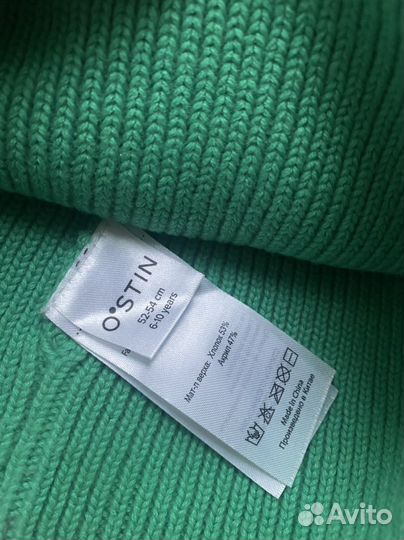 O'STIN
52-54 cm
6-10 years
Fa
Мат-л верха: Хлопок 53%
Акрил 47%
Made in China
Произведено в Китае
Avito